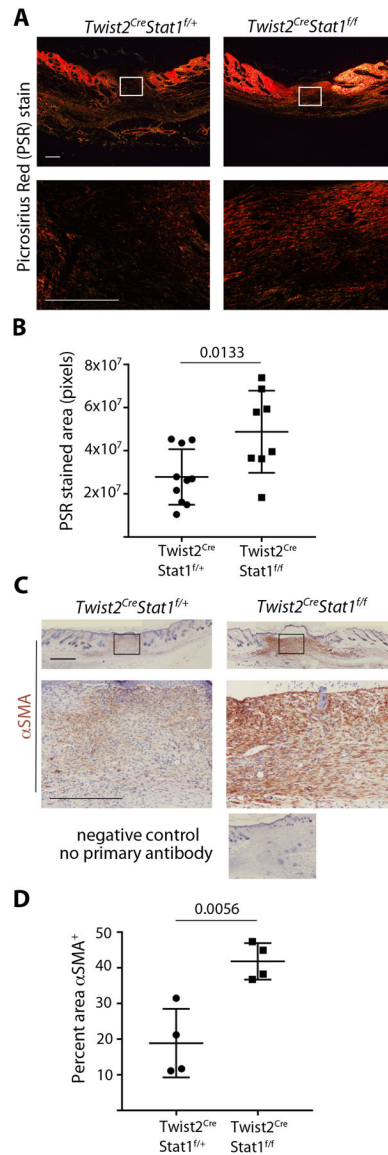 A
Twist2CreStat1f/+ Twist2CreStat1f/f
Picrosirius Red (PSR) stain
B
0.0133
PSR stained area (pixels)
8x10⁷
6x10⁷
4x10⁷
2x10⁷
Twist2Cre Twist2Cre
Stat1f/+ Stat1f/f
C
Twist2CreStat1f/+ Twist2CreStat1f/f
αSMA
negative control
no primary antibody
D
0.0056
Percent area αSMA⁺
50
40
30
20
10
Twist2Cre Twist2Cre
Stat1f/+ Stat1f/f